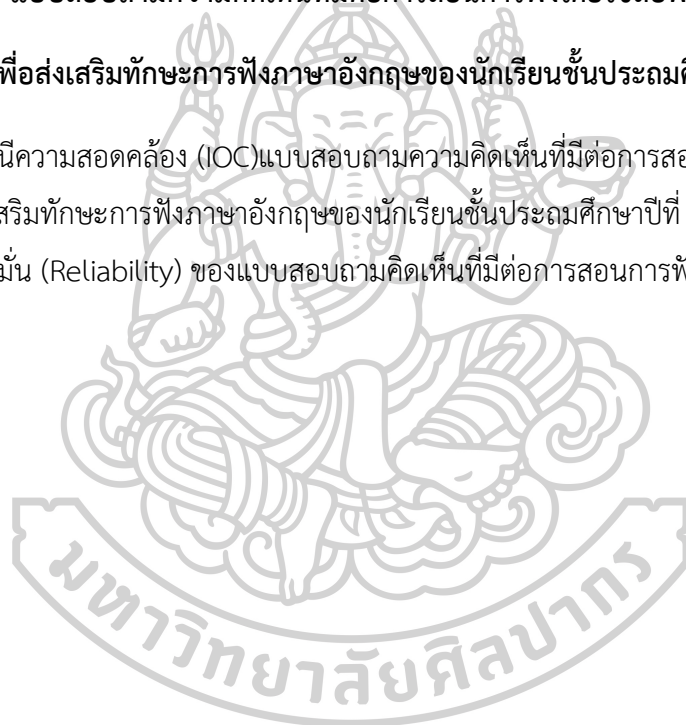 พื่อส่งเสริมทักษะการฟังภาษาอังกฤษของนักเรียนชั้นประถมศึ
นีความสอดคล้อง (IOC)แบบสอบถามความคิดเห็นที่มีต่อการสอ
สริมทักษะการฟังภาษาอังกฤษของนักเรียนชั้นประถมศึกษาปีที่
มั่น (Reliability) ของแบบสอบถามคิดเห็นที่มีต่อการสอนการฟั
มหาวิทยาลัยศิลปากร